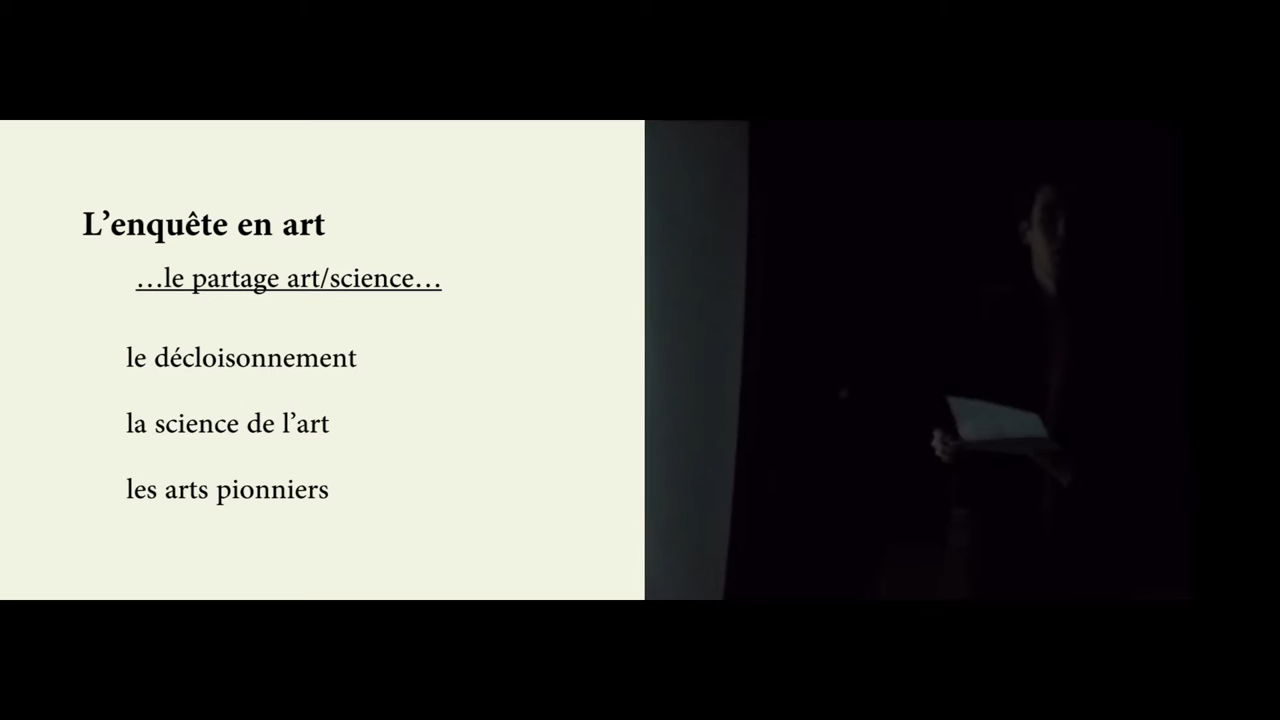 L’enquête en art
…le partage art/science…
le décloisonnement
la science de l’art
les arts pionniers